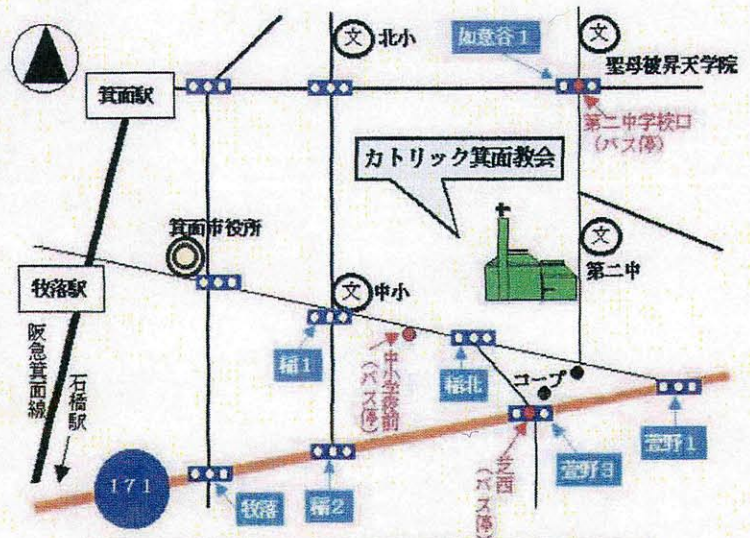 文 北小
如意谷1
文
聖母被昇天学院
箕面駅
第二中学校口
(バス停)
カトリック箕面教会
箕面市役所
文
第二中
牧落駅
文 中小
阪急箕面線
石橋駅
稲1
中小学校前
(バス停)
稲北
コープ
171
牧落
稲2
芝西
(バス停)
萱野3
萱野1